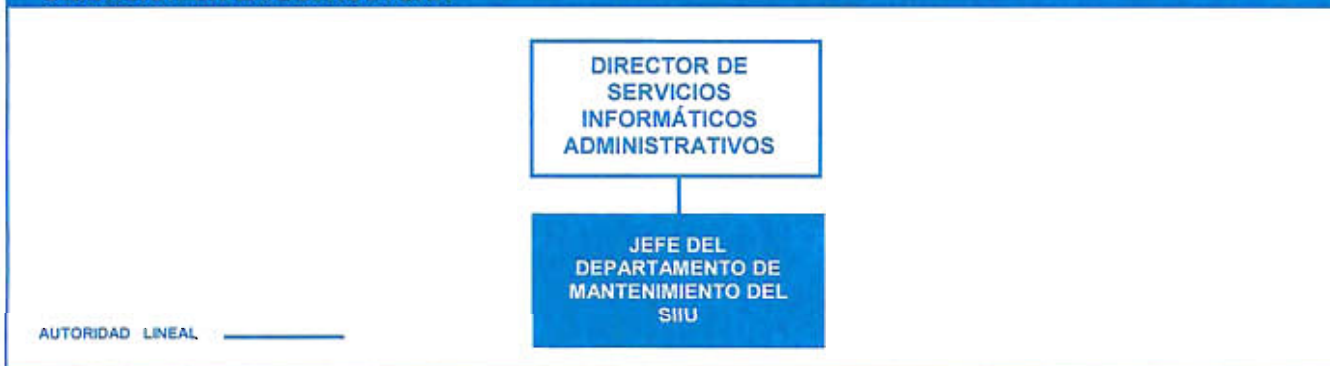 DIRECTOR DE
SERVICIOS
INFORMÁTICOS
ADMINISTRATIVOS
JEFE DEL
DEPARTAMENTO DE
MANTENIMIENTO DEL
SIIU
AUTORIDAD LINEAL